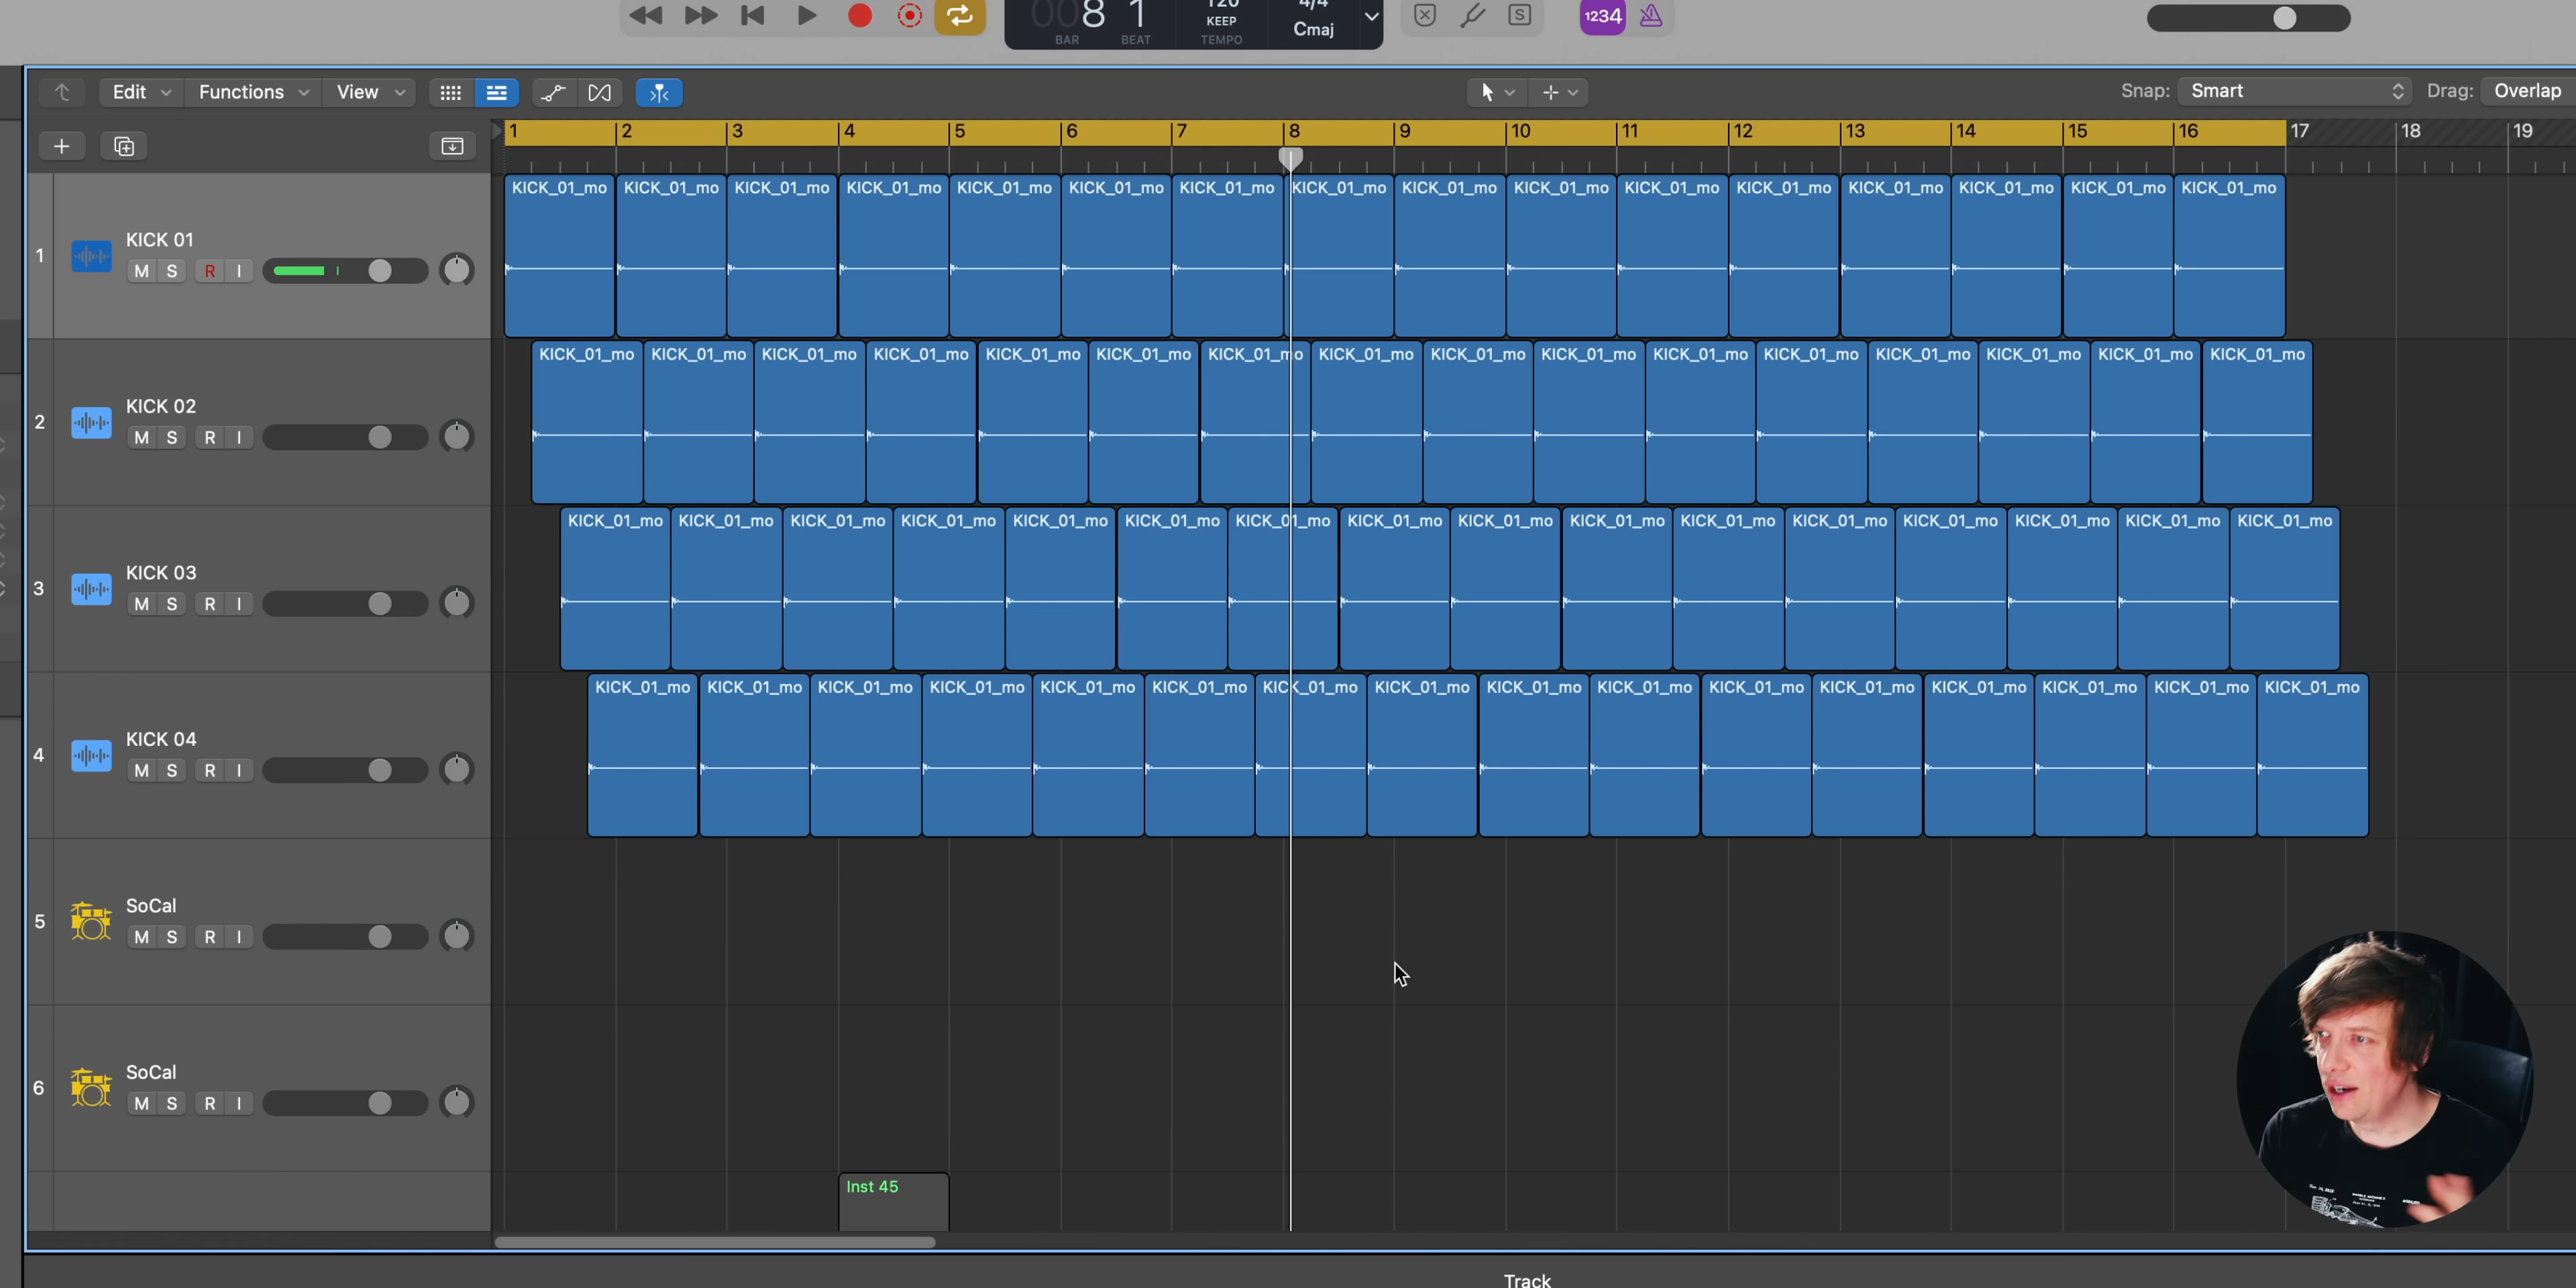 008 1 120 4/4
KEEP Cmaj
BAR BEAT TEMPO
1234
S
Edit Functions View Snap: Smart Drag: Overlap
1 2 3 4 5 6 7 8 9 10 11 12 13 14 15 16 17 18 19
KICK_01_mo KICK_01_mo KICK_01_mo KICK_01_mo KICK_01_mo KICK_01_mo KICK_01_mo KICK_01_mo KICK_01_mo KICK_01_mo KICK_01_mo KICK_01_mo KICK_01_mo KICK_01_mo KICK_01_mo KICK_01_mo
1 KICK 01
M S R I
KICK_01_mo KICK_01_mo KICK_01_mo KICK_01_mo KICK_01_mo KICK_01_mo KICK_01_mo KICK_01_mo KICK_01_mo KICK_01_mo KICK_01_mo KICK_01_mo KICK_01_mo KICK_01_mo KICK_01_mo KICK_01_mo
2 KICK 02
M S R I
KICK_01_mo KICK_01_mo KICK_01_mo KICK_01_mo KICK_01_mo KICK_01_mo KICK_01_mo KICK_01_mo KICK_01_mo KICK_01_mo KICK_01_mo KICK_01_mo KICK_01_mo KICK_01_mo KICK_01_mo KICK_01_mo
3 KICK 03
M S R I
KICK_01_mo KICK_01_mo KICK_01_mo KICK_01_mo KICK_01_mo KICK_01_mo KICK_01_mo KICK_01_mo KICK_01_mo KICK_01_mo KICK_01_mo KICK_01_mo KICK_01_mo KICK_01_mo KICK_01_mo KICK_01_mo
4 KICK 04
M S R I
5 SoCal
M S R I
6 SoCal
M S R I
Inst 45
Track